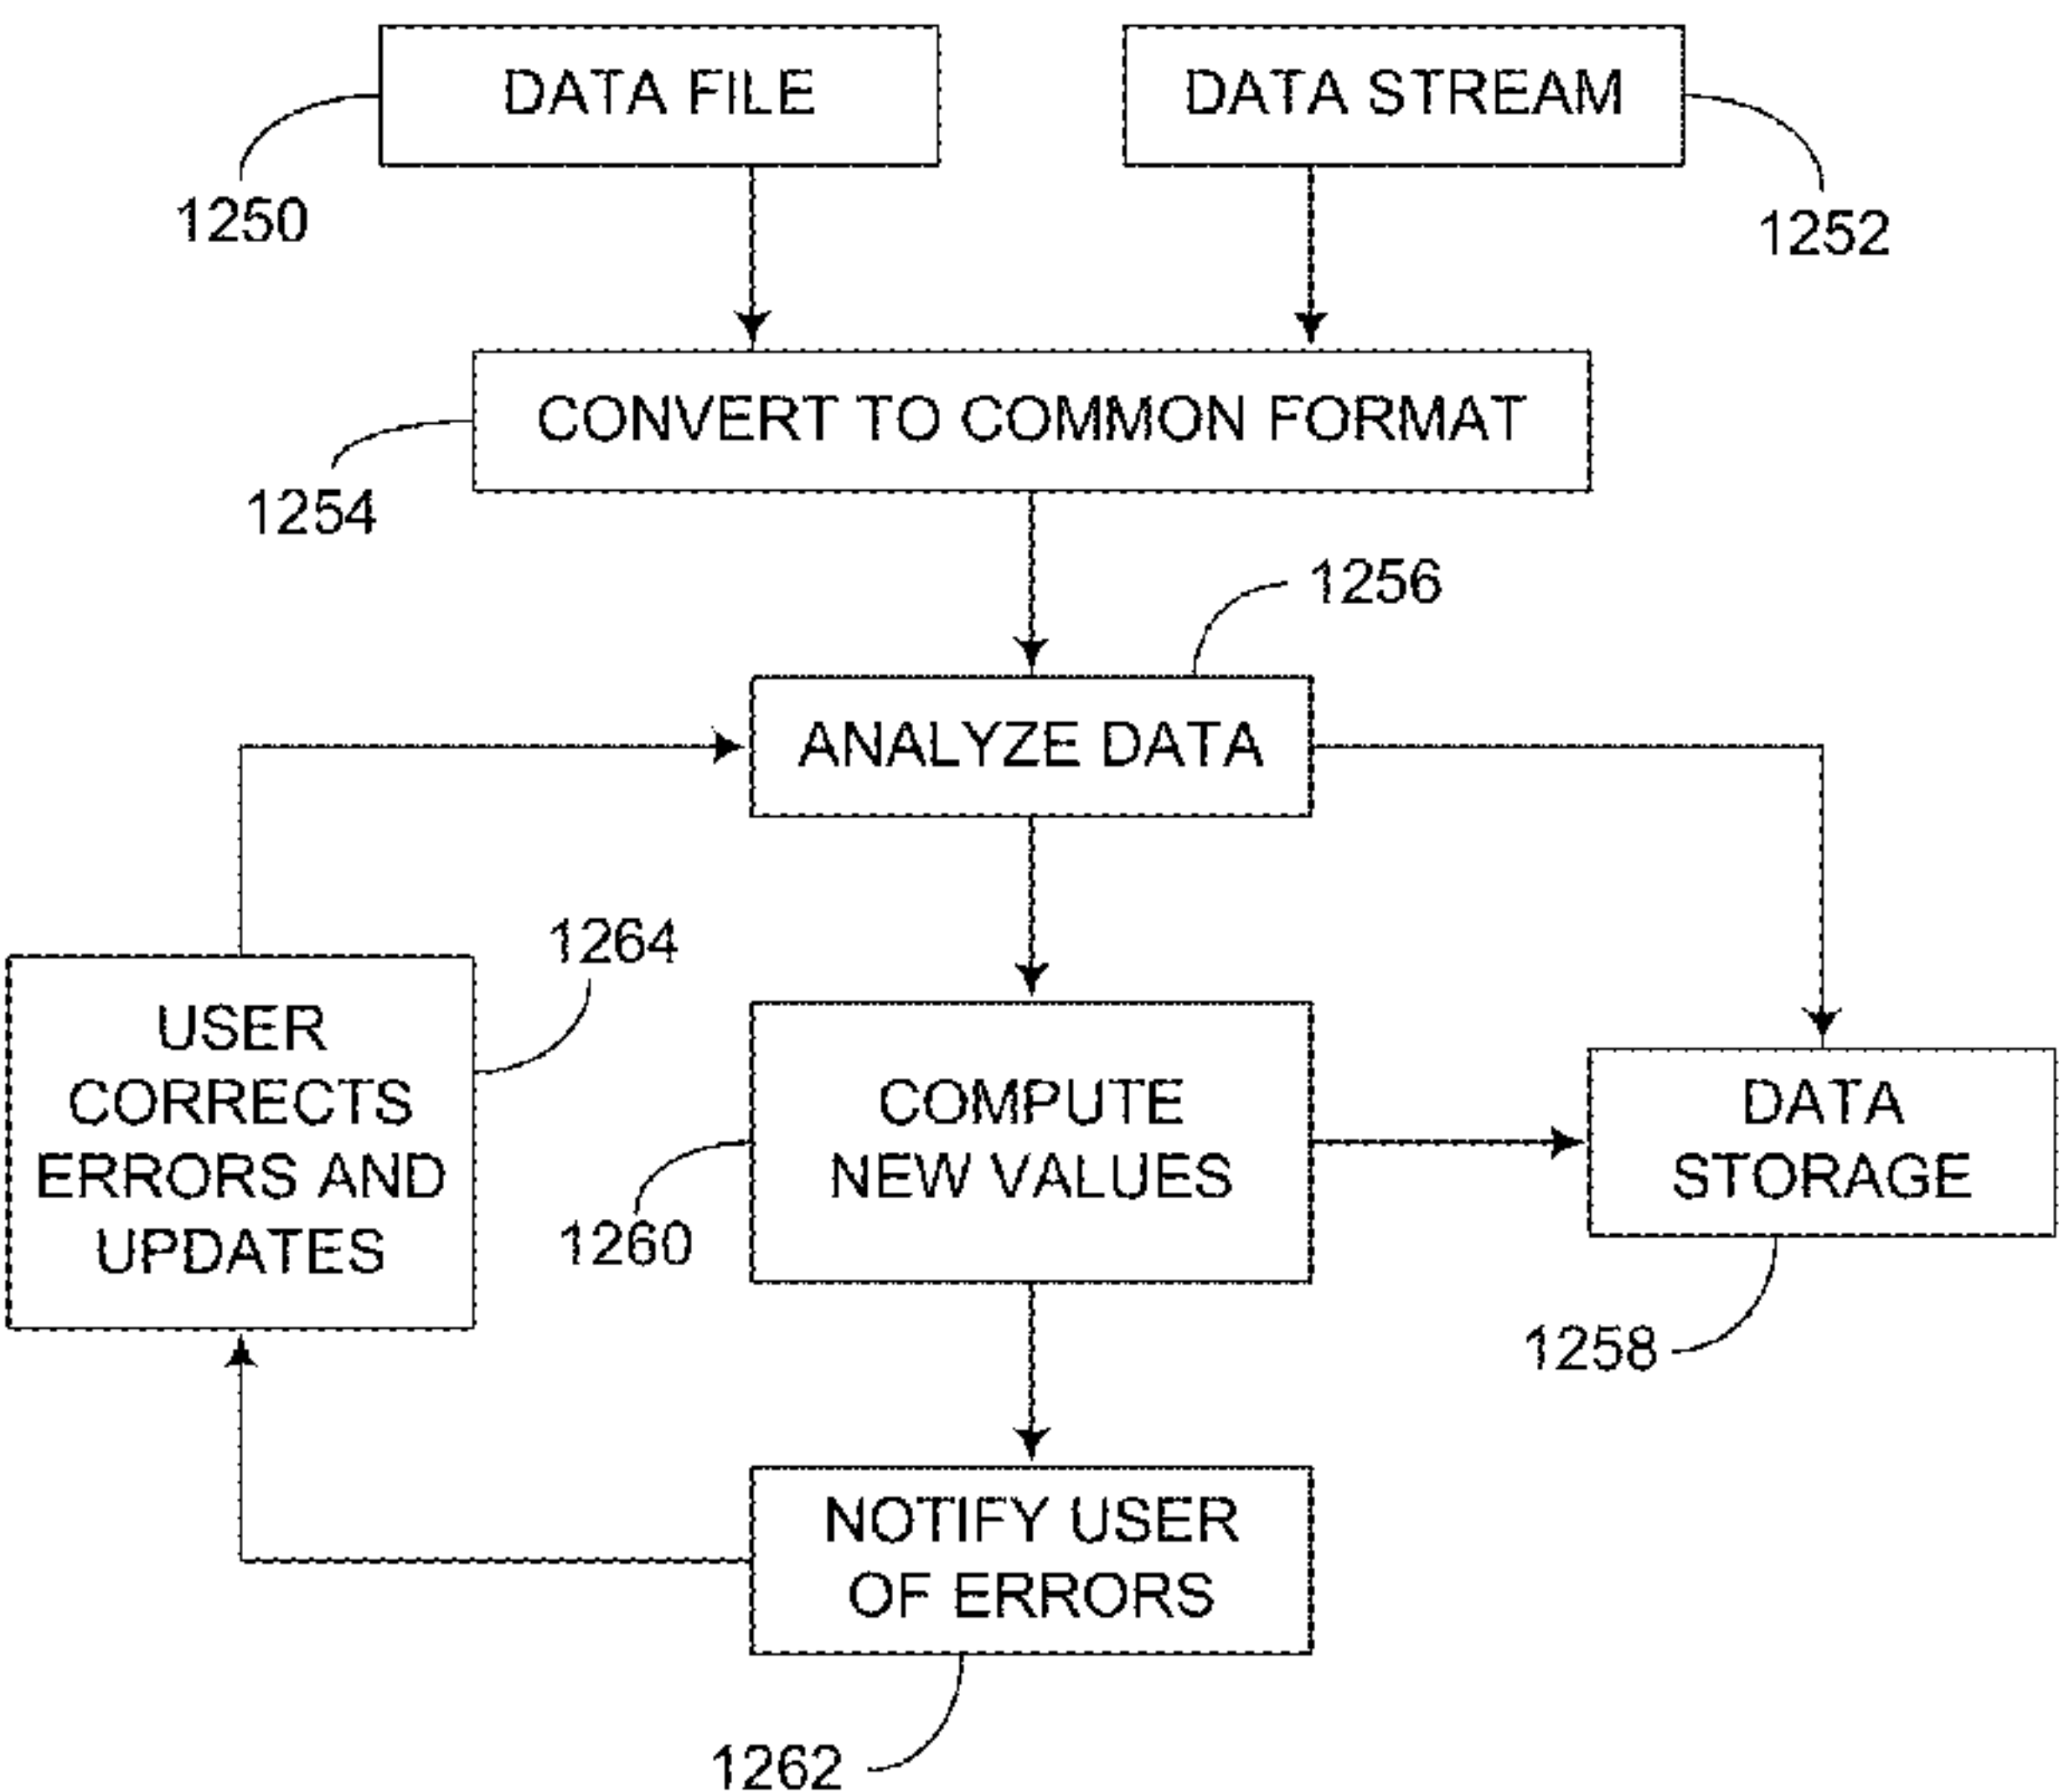 DATA FILE
DATA STREAM
1250
1252
CONVERT TO COMMON FORMAT
1254
1256
ANALYZE DATA
1264
USER
CORRECTS
ERRORS AND
UPDATES
COMPUTE
NEW VALUES
1260
DATA
STORAGE
1258
NOTIFY USER
OF ERRORS
1262